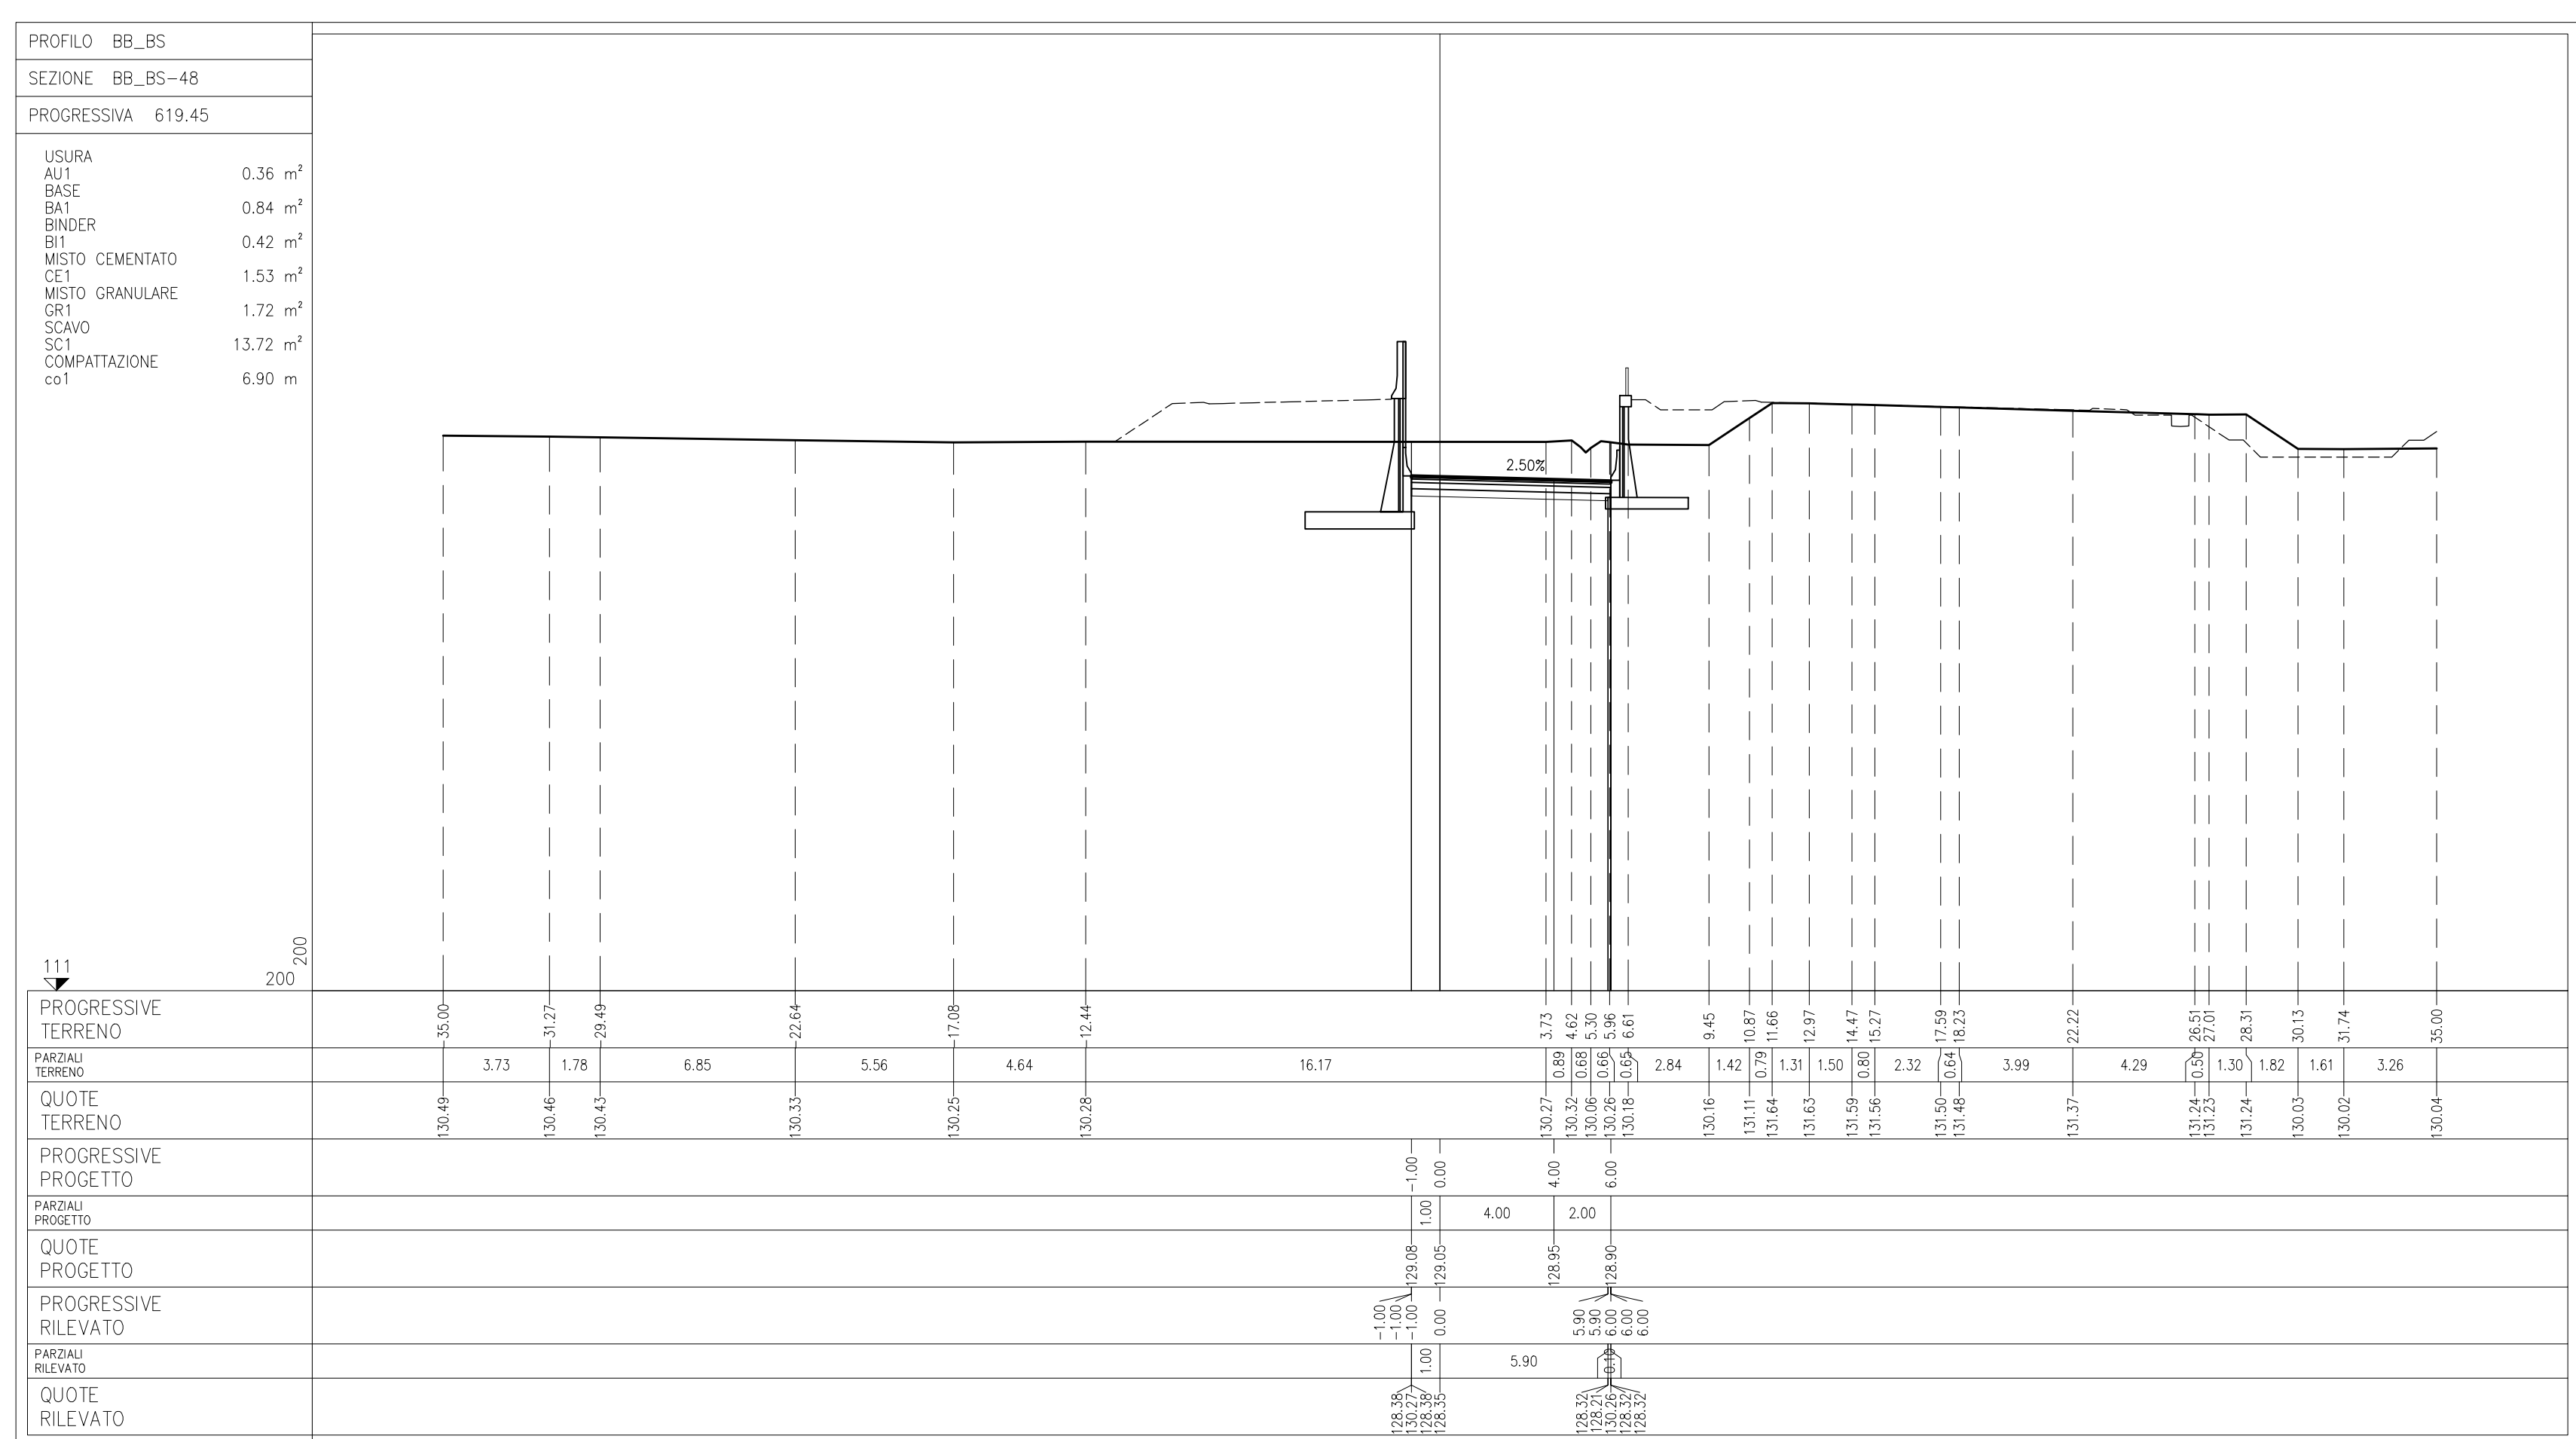 PROFILO BB_BS
SEZIONE BB_BS-48
PROGRESSIVA 619.45
USURA
AU1 0.36 m²
BASE
BA1 0.84 m²
BINDER
BI1 0.42 m²
MISTO CEMENTATO
CE1 1.53 m²
MISTO GRANULARE
GR1 1.72 m²
SCAVO
SC1 13.72 m²
COMPATTAZIONE
co1 6.90 m
2.50%
111
200
200
PROGRESSIVE
TERRENO
35.00 31.27 29.49 22.64 17.08 12.44 3.73 4.62 5.30 5.96 6.61 9.45 10.87 11.66 12.97 14.47 15.27 17.59 18.23 22.22 26.51 27.01 28.31 30.13 31.74 35.00
PARZIALI
TERRENO
3.73 1.78 6.85 5.56 4.64 16.17 0.89 0.68 0.66 0.65 2.84 1.42 0.79 1.31 1.50 0.80 2.32 0.64 3.99 4.29 0.50 1.30 1.82 1.61 3.26
QUOTE
TERRENO
130.49 130.46 130.43 130.33 130.25 130.28 130.27 130.32 130.06 130.26 130.18 130.16 131.11 131.64 131.63 131.59 131.56 131.50 131.48 131.37 131.24 131.23 131.24 130.03 130.02 130.04
PROGRESSIVE
PROGETTO
-1.00 0.00 4.00 6.00
PARZIALI
PROGETTO
1.00 4.00 2.00
QUOTE
PROGETTO
129.08 129.05 128.95 128.90
PROGRESSIVE
RILEVATO
-1.00 -1.00 -1.00 0.00 5.90 5.90 6.00 6.00 6.00
PARZIALI
RILEVATO
1.00 5.90 0.10
QUOTE
RILEVATO
128.38 130.27 128.38 128.35 128.32 128.21 130.26 128.32 128.32